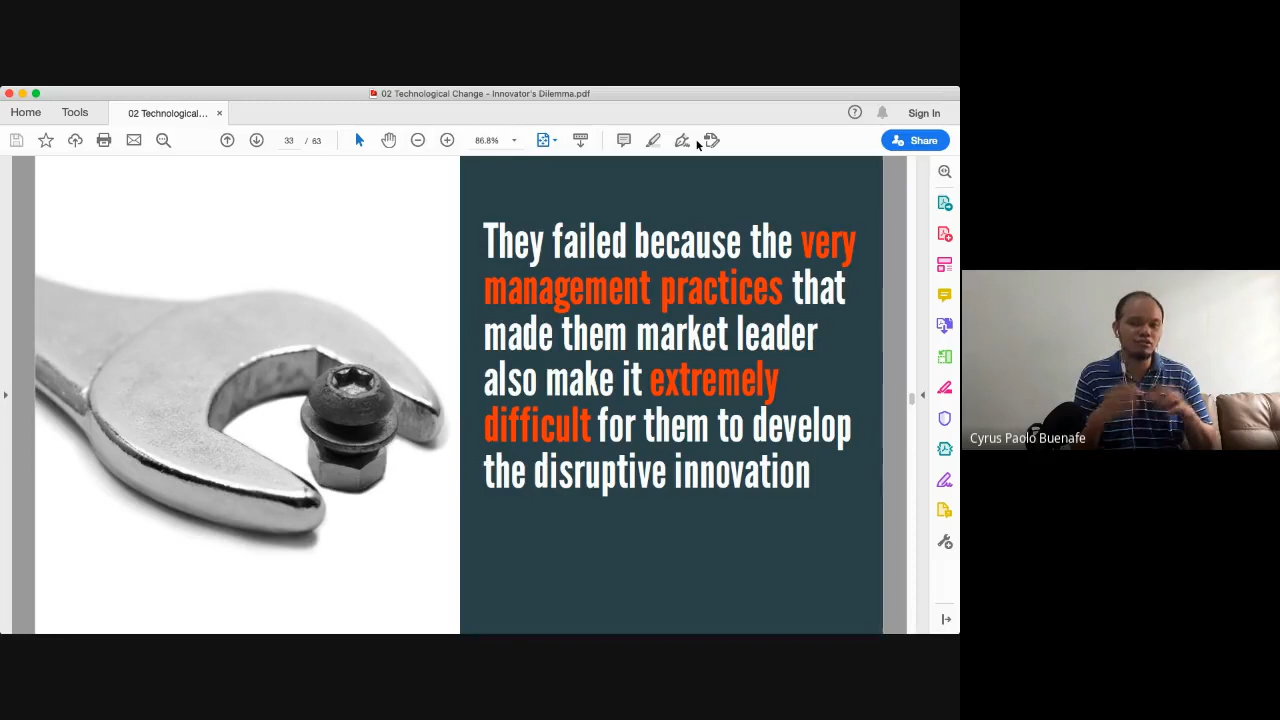 02 Technological Change - Innovator's Dilemma.pdf
Home
Tools
02 Technological... ×
Sign In
33 / 63
86.8%
Share
They failed because the very
management practices that
made them market leader
also make it extremely
difficult for them to develop
the disruptive innovation
Cyrus Paolo Buenafe